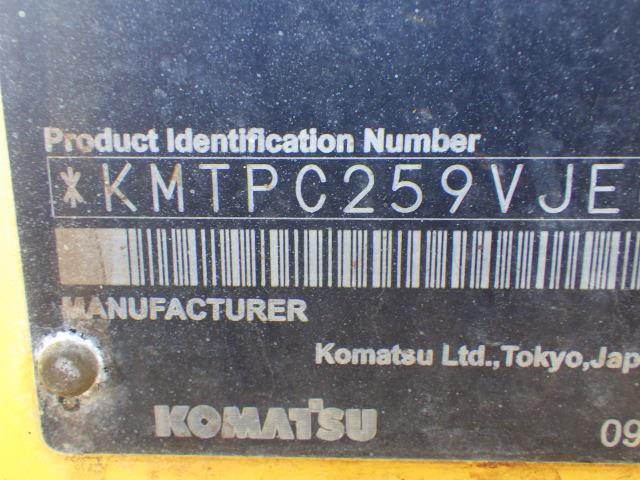 Product Identification Number
*KMTPC259VJE
MANUFACTURER
Komatsu Ltd.,Tokyo,Jap
KOMATSU
09